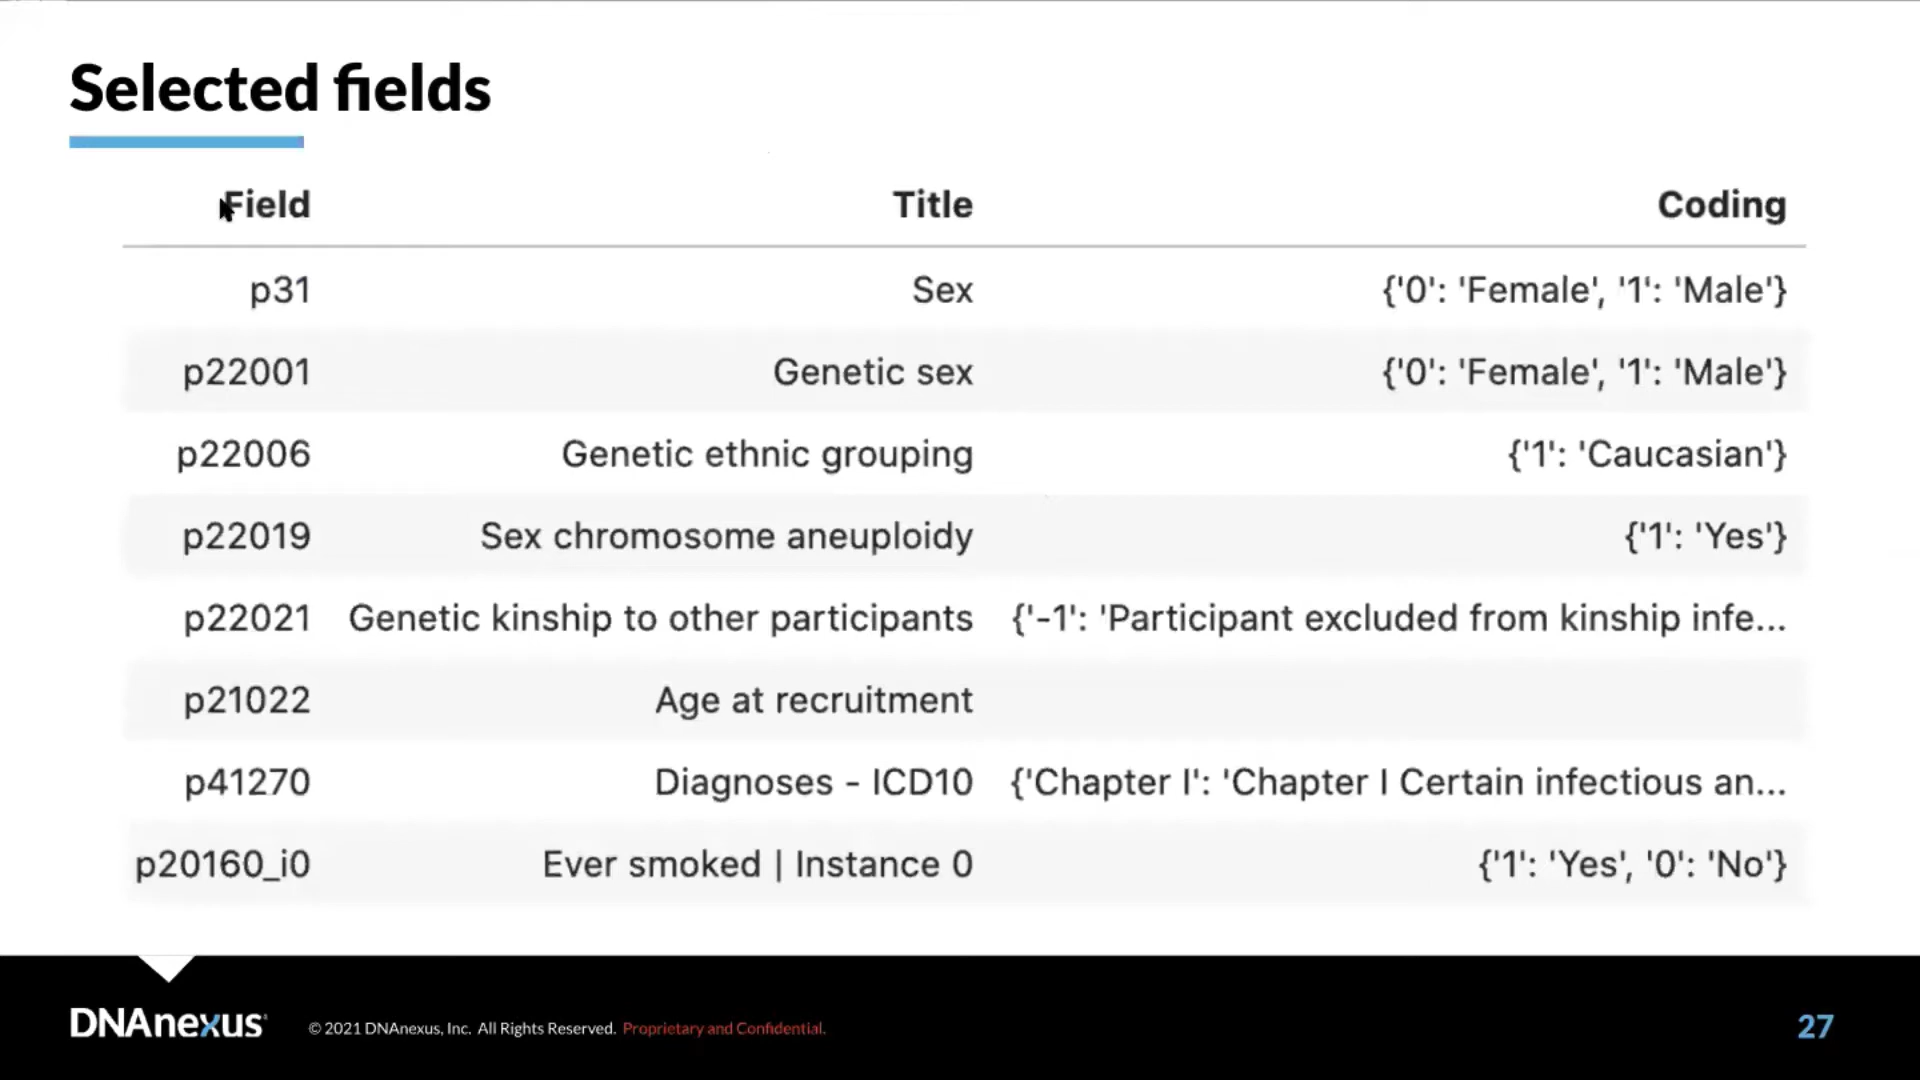 Selected fields
Field Title Coding
p31 Sex {'0': 'Female', '1': 'Male'}
p22001 Genetic sex {'0': 'Female', '1': 'Male'}
p22006 Genetic ethnic grouping {'1': 'Caucasian'}
p22019 Sex chromosome aneuploidy {'1': 'Yes'}
p22021 Genetic kinship to other participants {'-1': 'Participant excluded from kinship infe...
p21022 Age at recruitment
p41270 Diagnoses - ICD10 {'Chapter I': 'Chapter I Certain infectious an...
p20160_i0 Ever smoked | Instance 0 {'1': 'Yes', '0': 'No'}
DNAnexus © 2021 DNAnexus, Inc. All Rights Reserved. Proprietary and Confidential. 27